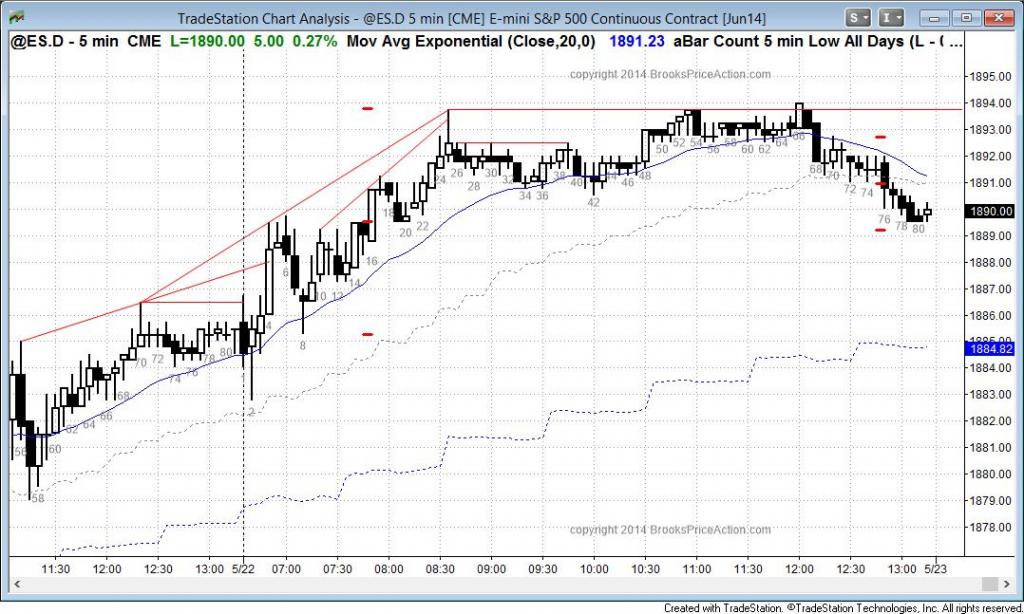 TradeStation Chart Analysis - @ES.D 5 min [CME] E-mini S&P 500 Continuous Contract [Jun14]
S I
@ES.D - 5 min CME L=1890.00 5.00 0.27% Mov Avg Exponential (Close,20,0) 1891.23 aBar Count 5 min Low All Days (L - ( ...
copyright 2014 BrooksPriceAction.com
1895.00
1894.00
1893.00
1892.00
1891.00
1890.00
1889.00
1888.00
1887.00
1886.00
1884.82
1884.00
1883.00
1882.00
1881.00
1880.00
1879.00
1878.00
56 58 60 62 64 66 68 70 72 74 76 78 80
2 4 6 8 10 12 14 16 18 20 22 24 26 28 30 32 34 36 38 40 42 44 46 48 50 52 54 56 58 60 62 64 66 68 70 72 74 76 78 80
copyright 2014 BrooksPriceAction.com
11:30 12:00 12:30 13:00 5/22 07:00 07:30 08:00 08:30 09:00 09:30 10:00 10:30 11:00 11:30 12:00 12:30 13:00 5/23
Created with TradeStation. ©TradeStation Technologies, Inc. All rights reserved.